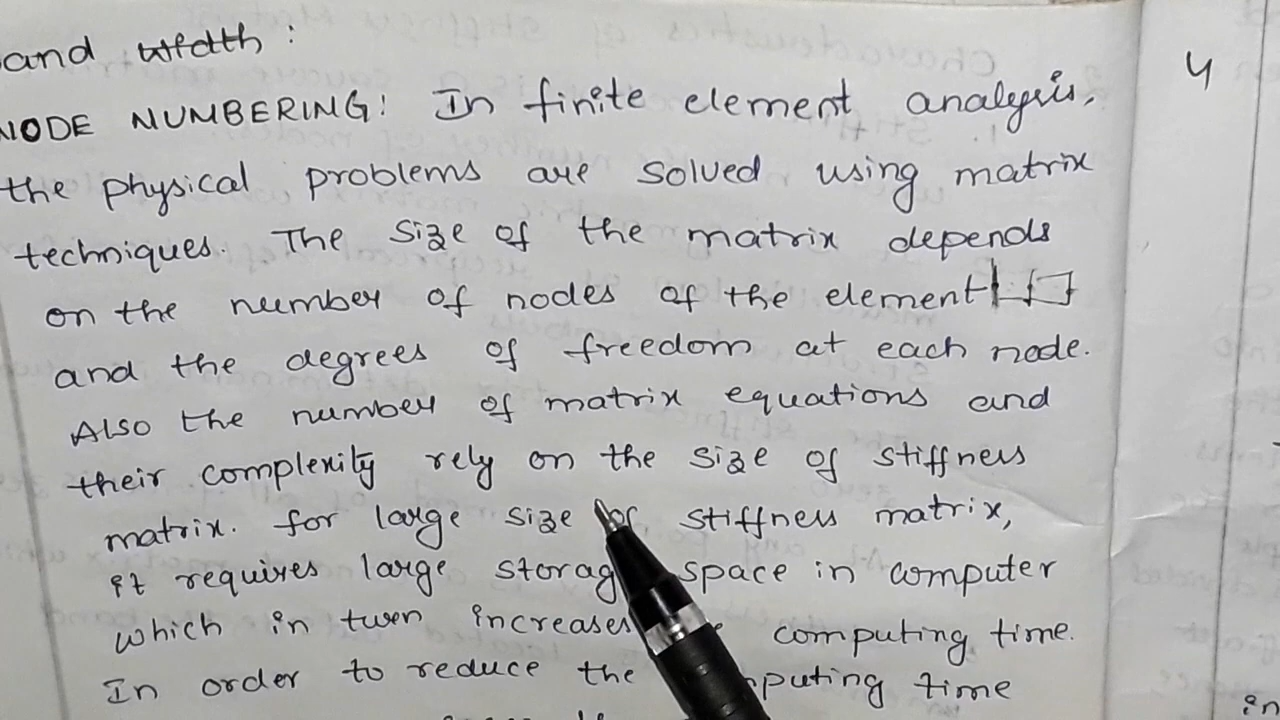 and width :
NODE NUMBERING: In finite element analysis,
4
the physical problems are solved using matrix
techniques. The size of the matrix depends
on the number of nodes of the element
and the degrees of freedom at each node.
Also the number of matrix equations and
their complexity rely on the size of stiffness
matrix. for large size of stiffness matrix,
it requires large storag space in computer
which in turn increases computing time.
In order to reduce the puting time
in